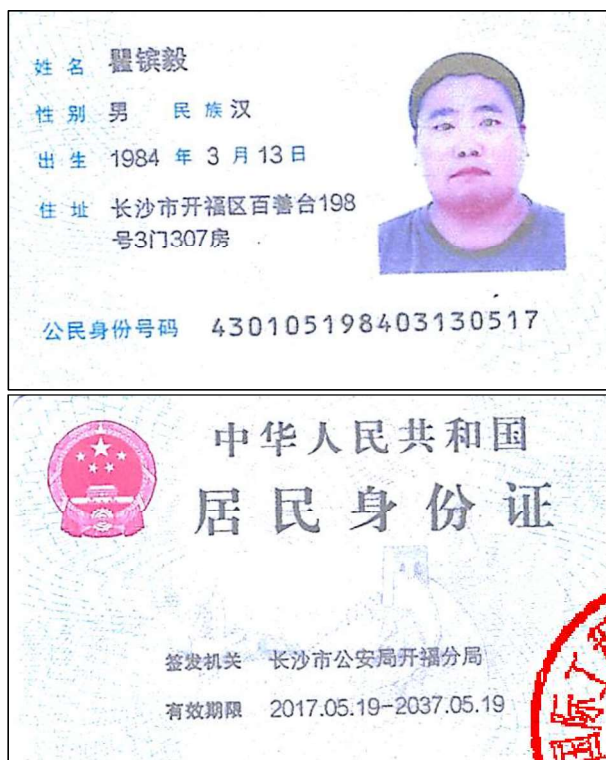 姓名 瞿镔毅
性别 男 民族 汉
出生 1984 年 3 月 13 日
住址 长沙市开福区百善台198
号3门307房
公民身份号码 430105198403130517
中华人民共和国
居民身份证
签发机关 长沙市公安局开福分局
有效期限 2017.05.19-2037.05.19
国际工